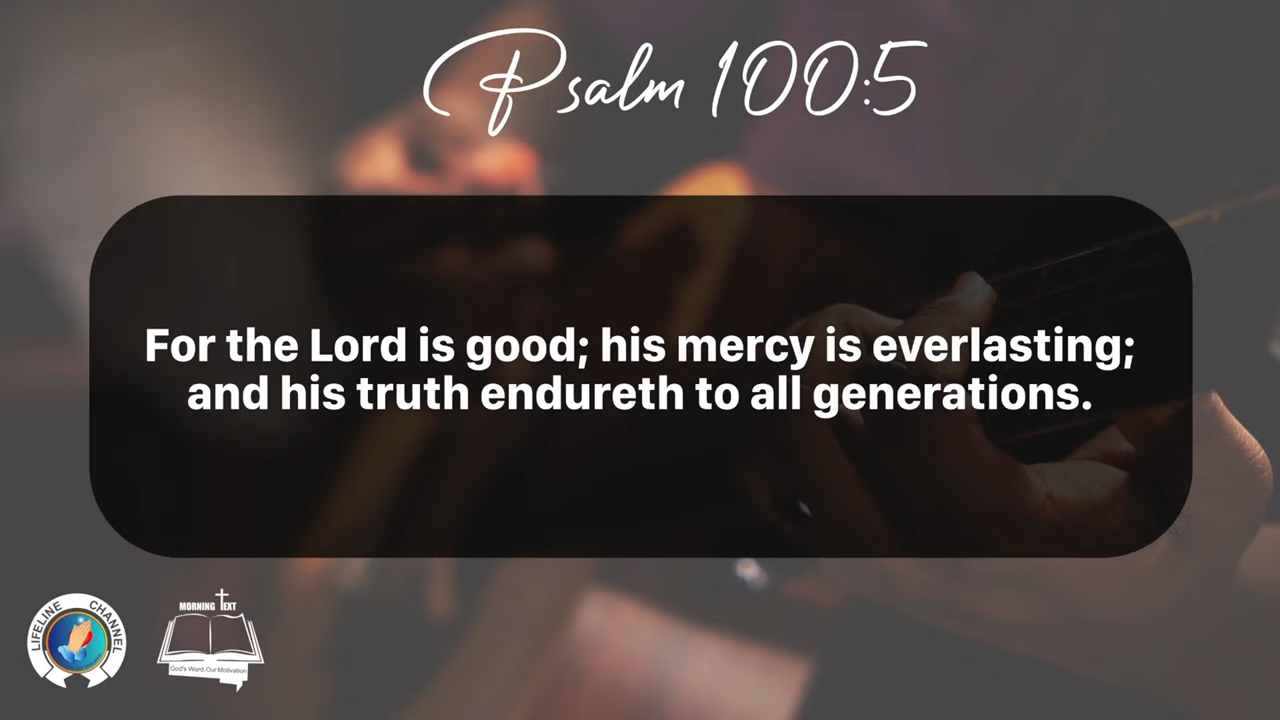 Psalm 100:5
For the Lord is good; his mercy is everlasting;
and his truth endureth to all generations.
LIFELINE CHANNEL
MORNING TEXT
God's Word, Our Motivation